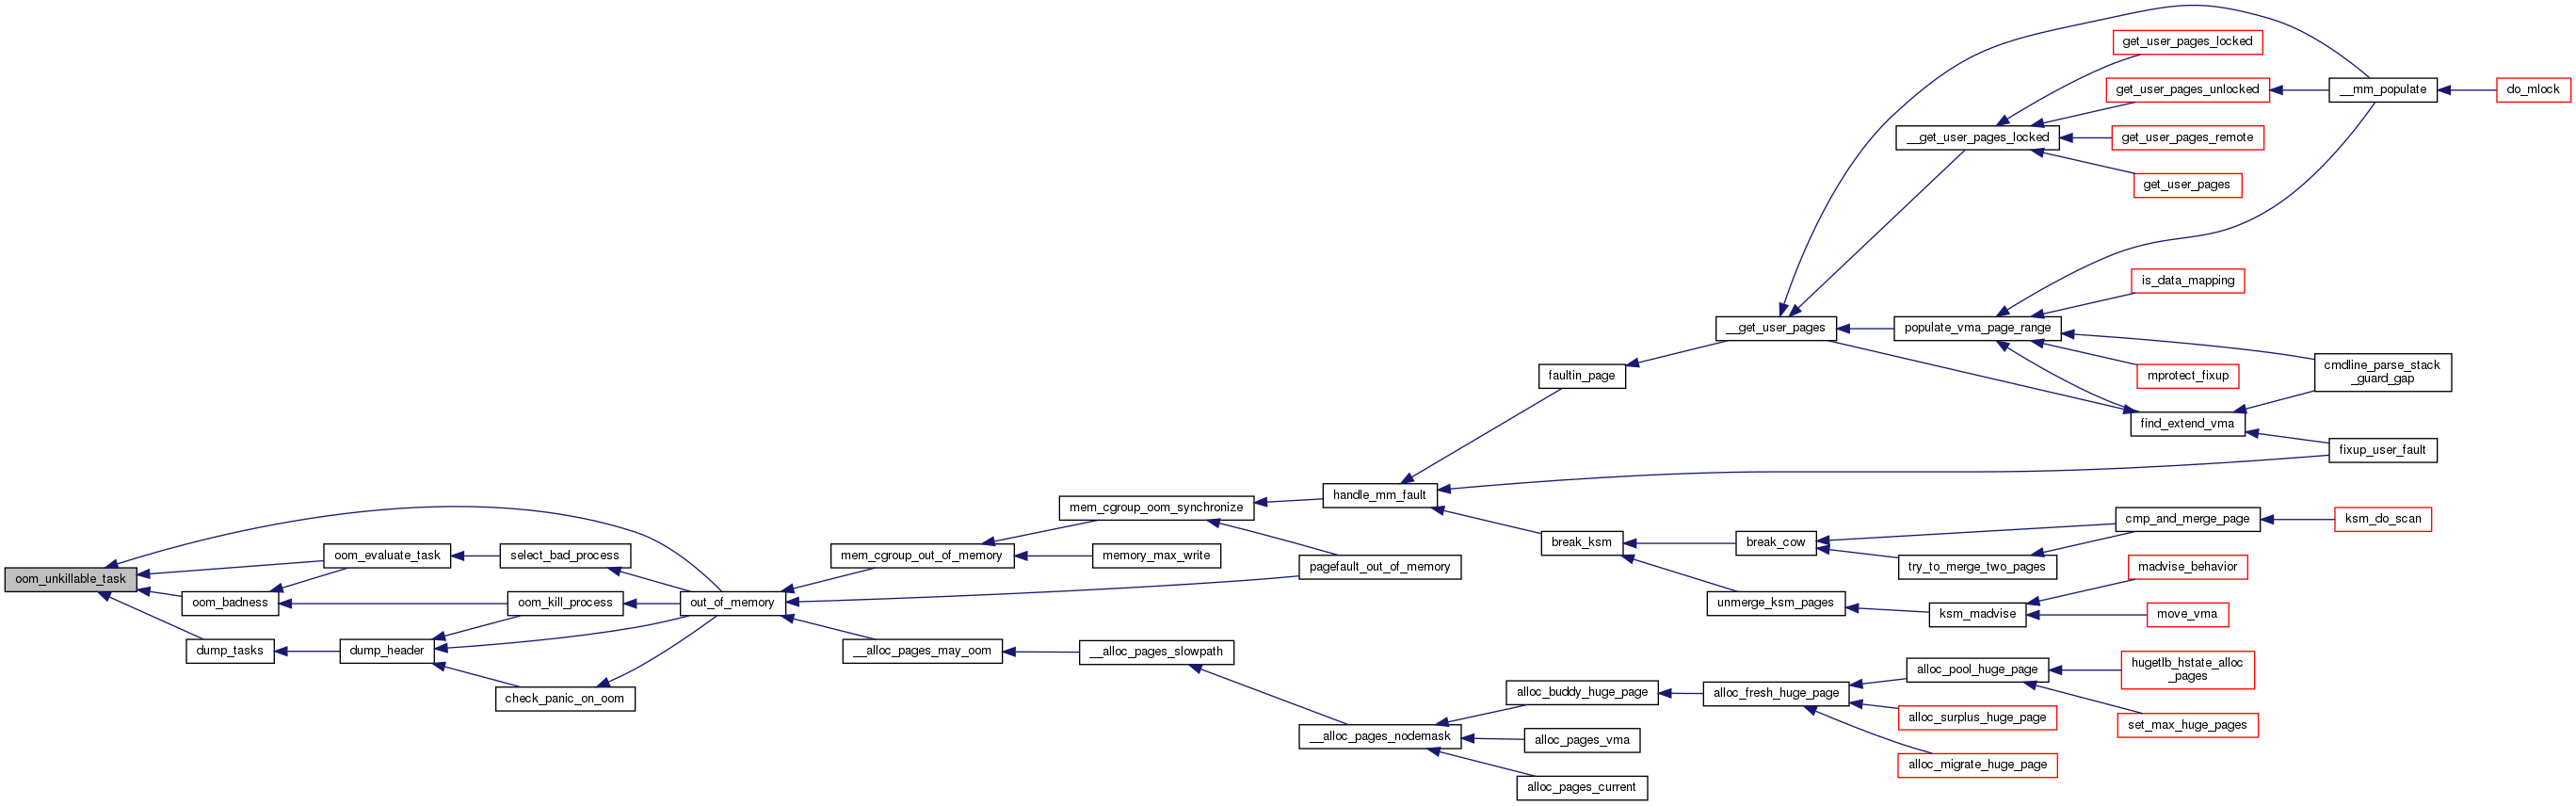 oom_unkillable_task
oom_evaluate_task
oom_badness
dump_tasks
dump_header
select_bad_process
oom_kill_process
check_panic_on_oom
out_of_memory
mem_cgroup_out_of_memory
__alloc_pages_may_oom
mem_cgroup_oom_synchronize
memory_max_write
__alloc_pages_slowpath
handle_mm_fault
pagefault_out_of_memory
__alloc_pages_nodemask
faultin_page
break_ksm
alloc_buddy_huge_page
alloc_pages_vma
alloc_pages_current
__get_user_pages
break_cow
unmerge_ksm_pages
alloc_fresh_huge_page
__get_user_pages_locked
populate_vma_page_range
try_to_merge_two_pages
ksm_madvise
alloc_pool_huge_page
alloc_surplus_huge_page
alloc_migrate_huge_page
get_user_pages_locked
get_user_pages_unlocked
get_user_pages_remote
get_user_pages
is_data_mapping
mprotect_fixup
find_extend_vma
cmp_and_merge_page
madvise_behavior
move_vma
hugetlb_hstate_alloc
_pages
set_max_huge_pages
__mm_populate
cmdline_parse_stack
_guard_gap
fixup_user_fault
ksm_do_scan
do_mlock